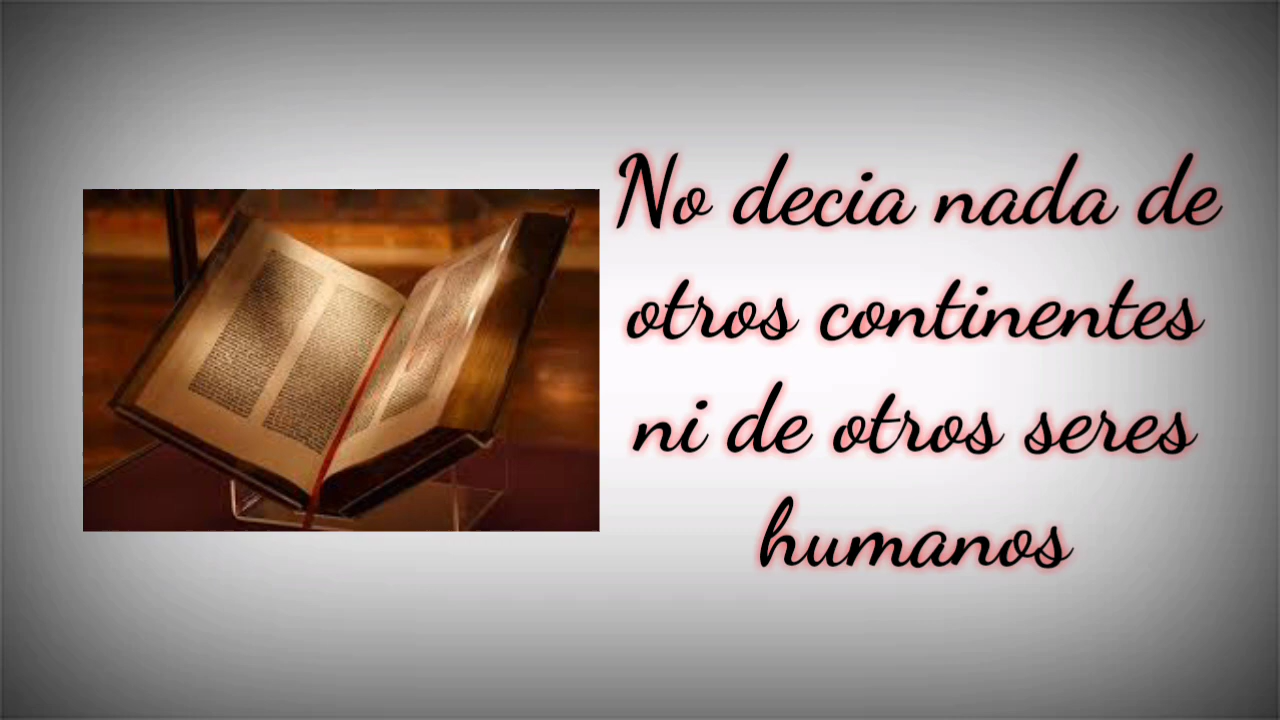 No decia nada de
otros continentes
ni de otros seres
humanos